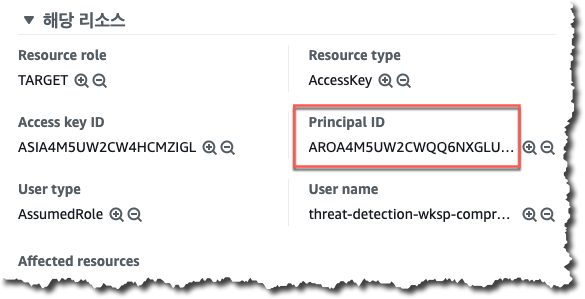 ▼ 해당 리소스
Resource role
TARGET
Resource type
AccessKey
Access key ID
ASIA4M5UW2CW4HCMZIGL
Principal ID
AROA4M5UW2CWQQ6NXGLU...
User type
AssumedRole
User name
threat-detection-wksp-compr...
Affected resources